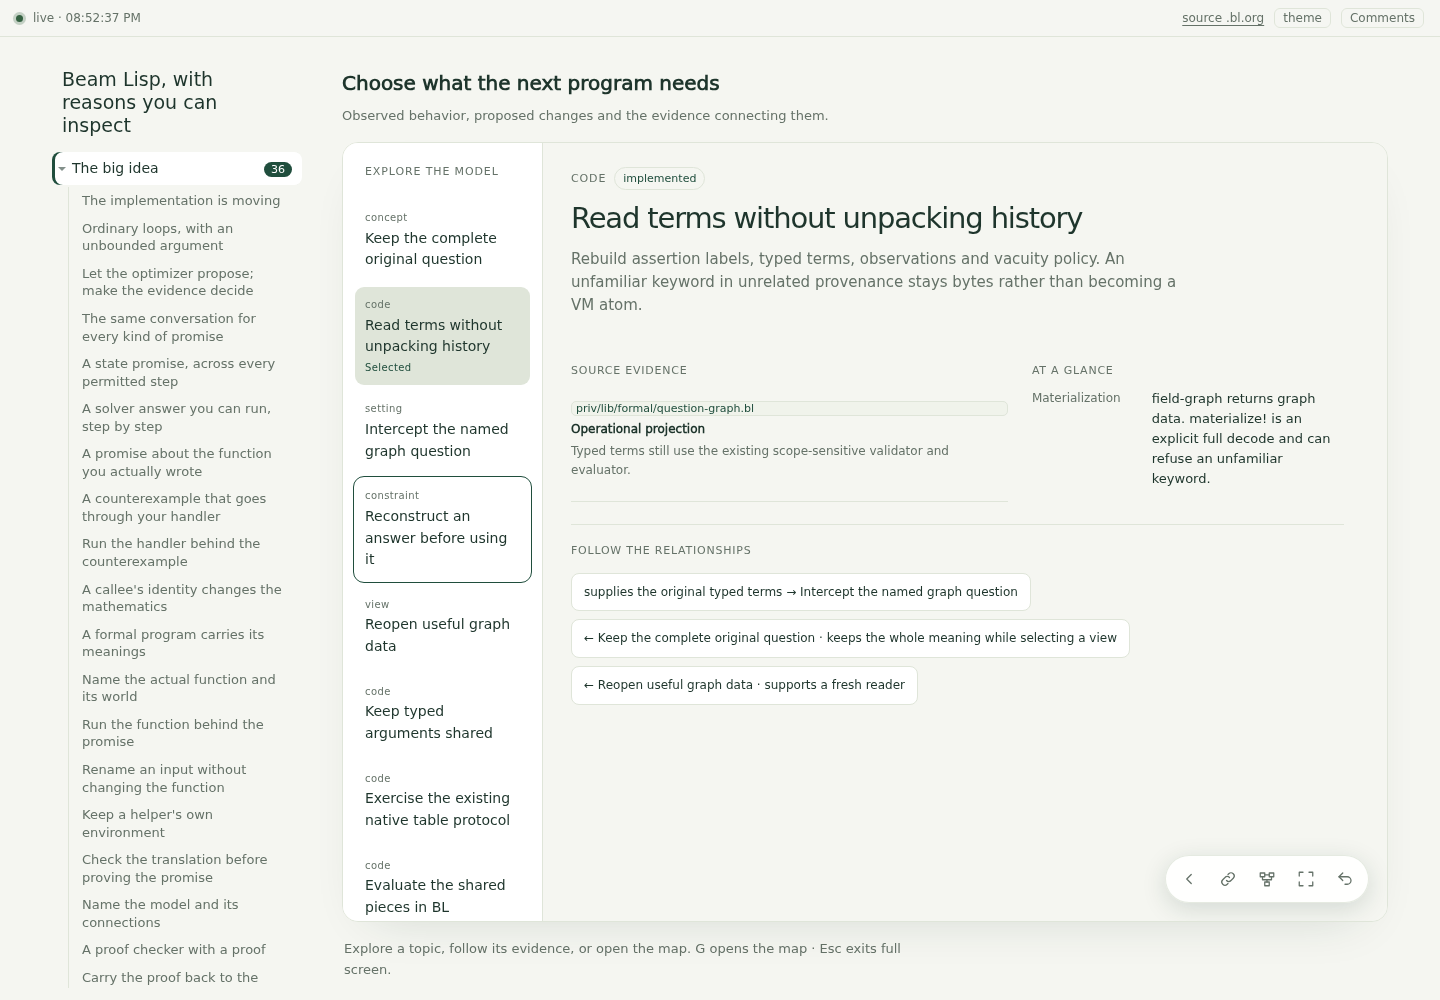 live · 08:52:37 PM
source .bl.org
theme
Comments
Beam Lisp, with
reasons you can
inspect
The big idea
36
The implementation is moving
Ordinary loops, with an
unbounded argument
Let the optimizer propose;
make the evidence decide
The same conversation for
every kind of promise
A state promise, across every
permitted step
A solver answer you can run,
step by step
A promise about the function
you actually wrote
A counterexample that goes
through your handler
Run the handler behind the
counterexample
A callee's identity changes the
mathematics
A formal program carries its
meanings
Name the actual function and
its world
Run the function behind the
promise
Rename an input without
changing the function
Keep a helper's own
environment
Check the translation before
proving the promise
Name the model and its
connections
A proof checker with a proof
Carry the proof back to the
Choose what the next program needs
Observed behavior, proposed changes and the evidence connecting them.
EXPLORE THE MODEL
concept
Keep the complete
original question
code
Read terms without
unpacking history
Selected
setting
Intercept the named
graph question
constraint
Reconstruct an
answer before using
it
view
Reopen useful graph
data
code
Keep typed
arguments shared
code
Exercise the existing
native table protocol
code
Evaluate the shared
pieces in BL
CODE
implemented
Read terms without unpacking history
Rebuild assertion labels, typed terms, observations and vacuity policy. An
unfamiliar keyword in unrelated provenance stays bytes rather than becoming a
VM atom.
SOURCE EVIDENCE
priv/lib/formal/question-graph.bl
Operational projection
Typed terms still use the existing scope-sensitive validator and
evaluator.
AT A GLANCE
Materialization
field-graph returns graph
data. materialize! is an
explicit full decode and can
refuse an unfamiliar
keyword.
FOLLOW THE RELATIONSHIPS
supplies the original typed terms → Intercept the named graph question
← Keep the complete original question · keeps the whole meaning while selecting a view
← Reopen useful graph data · supports a fresh reader
Explore a topic, follow its evidence, or open the map. G opens the map · Esc exits full
screen.